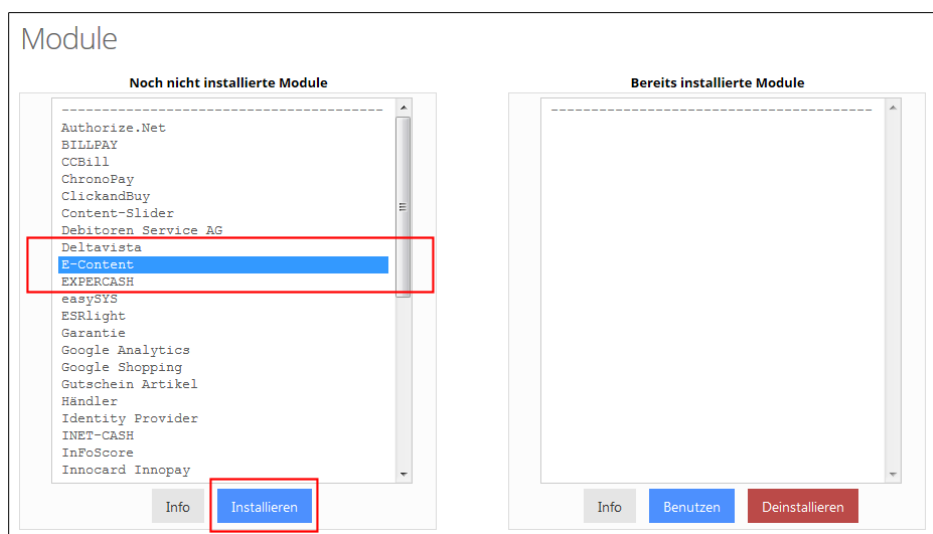 Module
Noch nicht installierte Module
----------------------------------------
Authorize.Net
BILLPAY
CCBill
ChronoPay
ClickandBuy
Content-Slider
Debitoren Service AG
Deltavista
E-Content
EXPERCASH
easySYS
ESRlight
Garantie
Google Analytics
Google Shopping
Gutschein Artikel
Händler
Identity Provider
INET-CASH
InFoScore
Innocard Innopay
Info
Installieren
Bereits installierte Module
----------------------------------------
Info
Benutzen
Deinstallieren